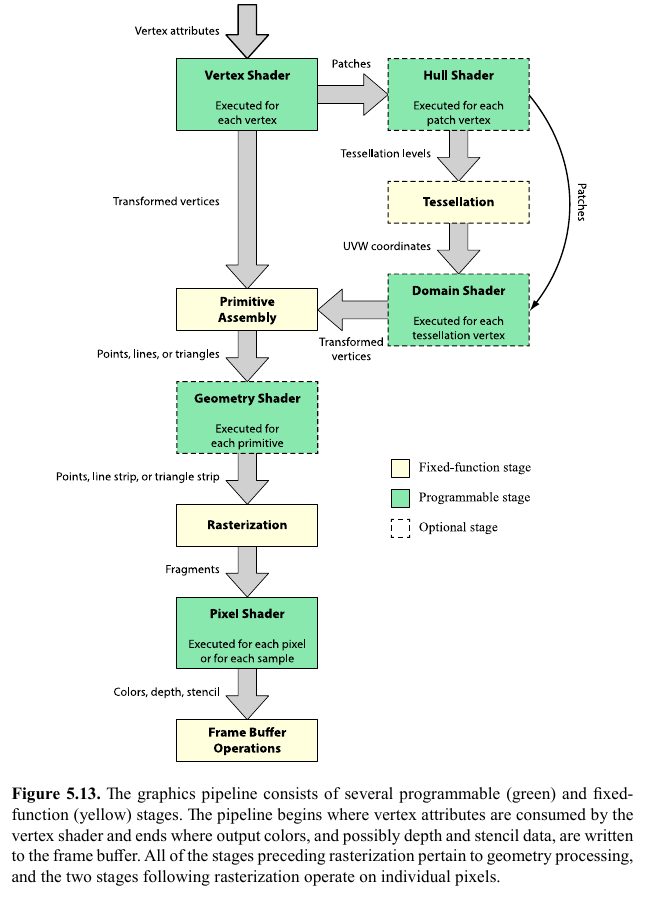 Vertex attributes
Vertex Shader
Executed for
each vertex
Patches
Hull Shader
Executed for each
patch vertex
Tessellation levels
Patches
Transformed vertices
Tessellation
UVW coordinates
Domain Shader
Executed for each
tessellation vertex
Transformed
vertices
Primitive
Assembly
Points, lines, or triangles
Geometry Shader
Executed for
each primitive
Points, line strip, or triangle strip
Rasterization
Fragments
Pixel Shader
Executed for each pixel
or for each sample
Colors, depth, stencil
Frame Buffer
Operations
Fixed-function stage
Programmable stage
Optional stage
Figure 5.13. The graphics pipeline consists of several programmable (green) and fixed-
function (yellow) stages. The pipeline begins where vertex attributes are consumed by the
vertex shader and ends where output colors, and possibly depth and stencil data, are written
to the frame buffer. All of the stages preceding rasterization pertain to geometry processing,
and the two stages following rasterization operate on individual pixels.